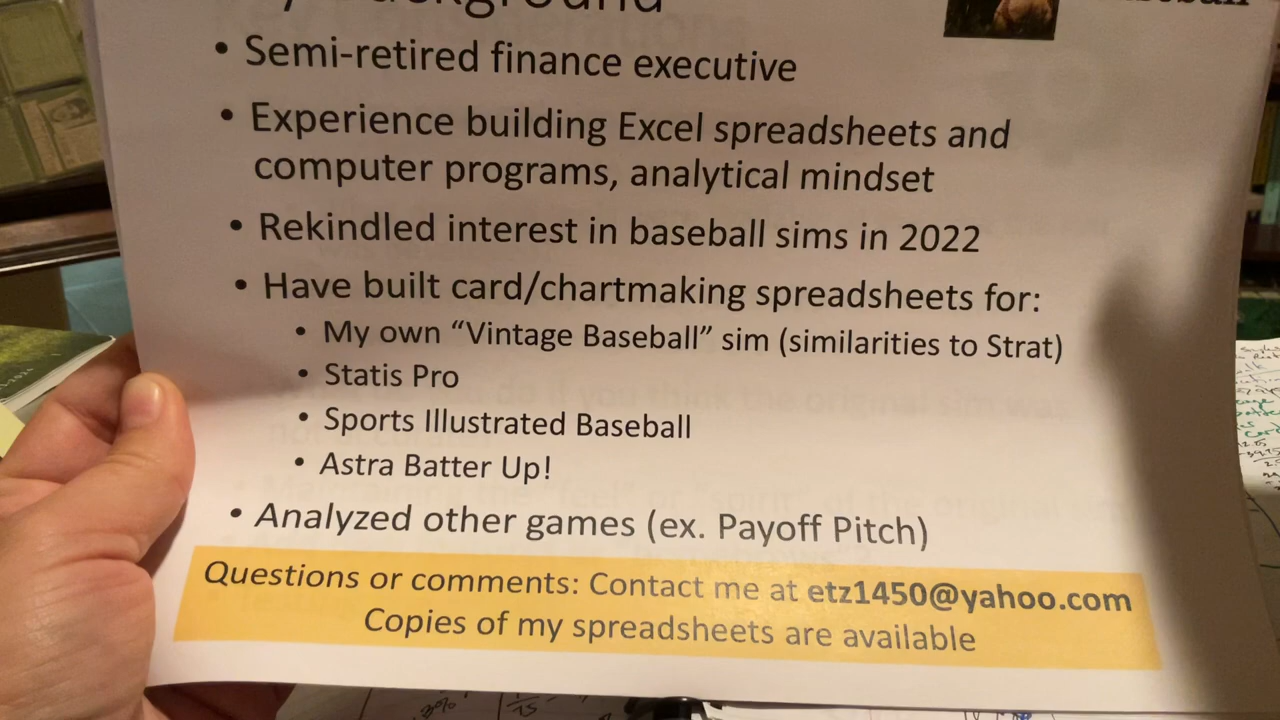 Background
• Semi-retired finance executive
• Experience building Excel spreadsheets and
computer programs, analytical mindset
• Rekindled interest in baseball sims in 2022
• Have built card/chartmaking spreadsheets for:
• My own “Vintage Baseball” sim (similarities to Strat)
• Statis Pro
• Sports Illustrated Baseball
• Astra Batter Up!
• Analyzed other games (ex. Payoff Pitch)
Questions or comments: Contact me at etz1450@yahoo.com
Copies of my spreadsheets are available